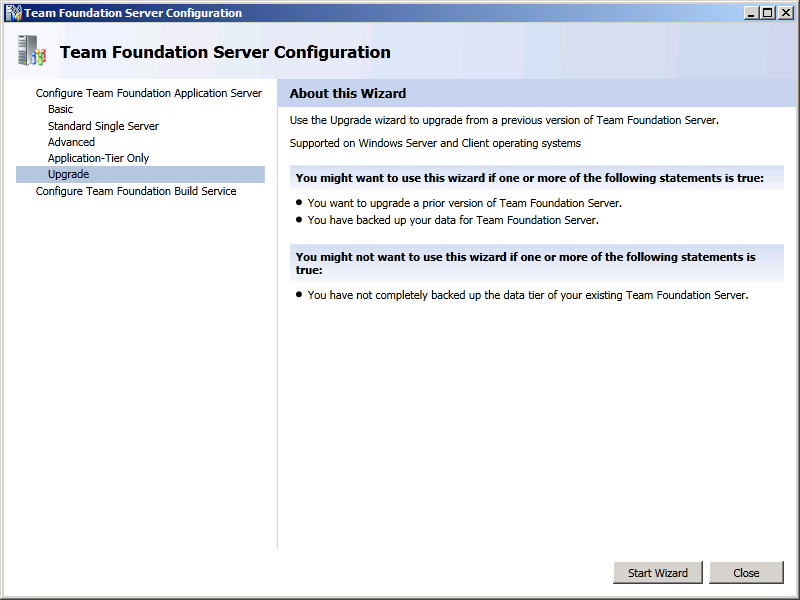 Team Foundation Server Configuration
Team Foundation Server Configuration
Configure Team Foundation Application Server
Basic
Standard Single Server
Advanced
Application-Tier Only
Upgrade
Configure Team Foundation Build Service
About this Wizard
Use the Upgrade wizard to upgrade from a previous version of Team Foundation Server.
Supported on Windows Server and Client operating systems
You might want to use this wizard if one or more of the following statements is true:
• You want to upgrade a prior version of Team Foundation Server.
• You have backed up your data for Team Foundation Server.
You might not want to use this wizard if one or more of the following statements is
true:
• You have not completely backed up the data tier of your existing Team Foundation Server.
Start Wizard
Close